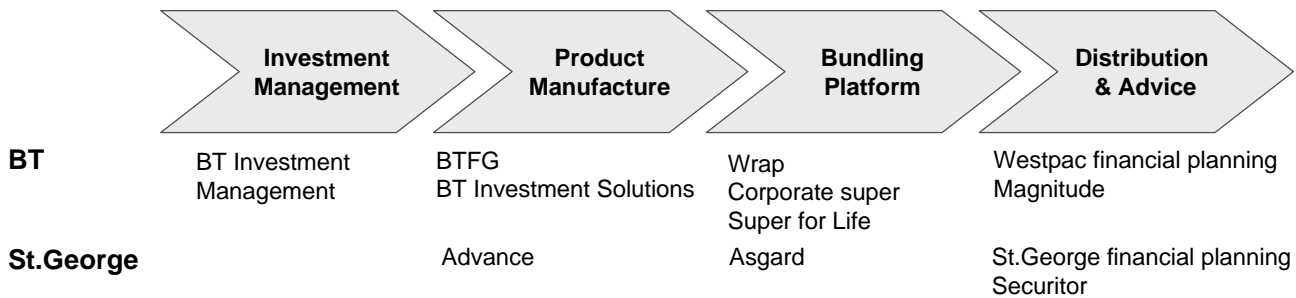 Investment
Management
Product
Manufacture
Bundling
Platform
Distribution
& Advice
BT
BT Investment
Management
BTFG
BT Investment Solutions
Wrap
Corporate super
Super for Life
Westpac financial planning
Magnitude
St.George
Advance
Asgard
St.George financial planning
Securitor